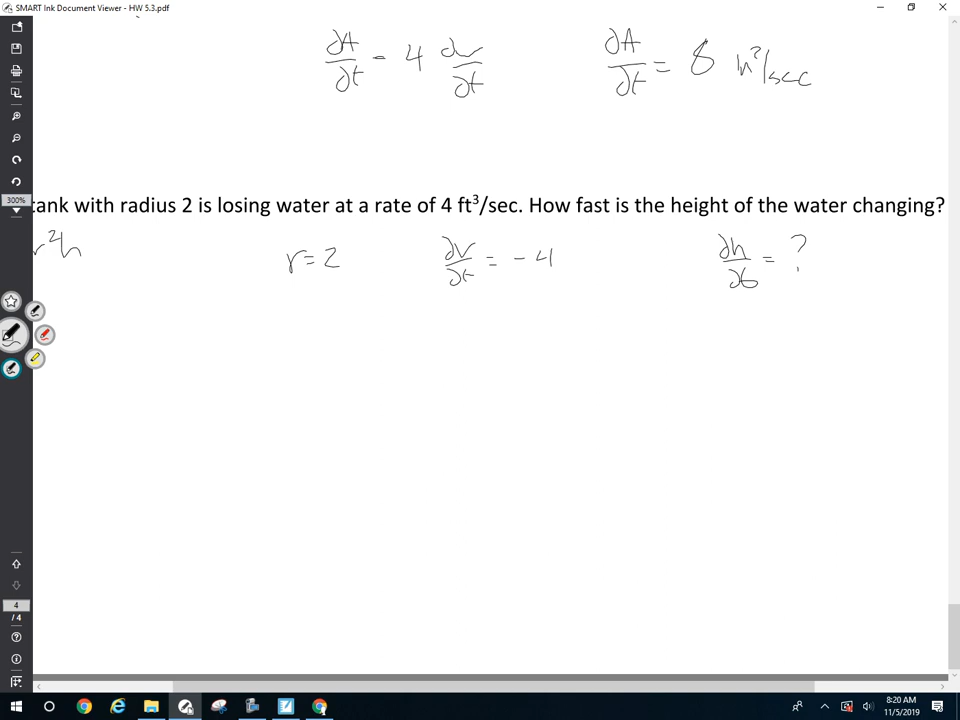 SMART Ink Document Viewer - HW 5.3.pdf
∂A/∂t = 4 ∂w/∂t    ∂A/∂t = 8 in²/sec
300%
tank with radius 2 is losing water at a rate of 4 ft³/sec. How fast is the height of the water changing?
r²h    r=2    ∂v/∂t = -4    ∂h/∂t = ?
4
/ 4
8:20 AM
11/5/2019